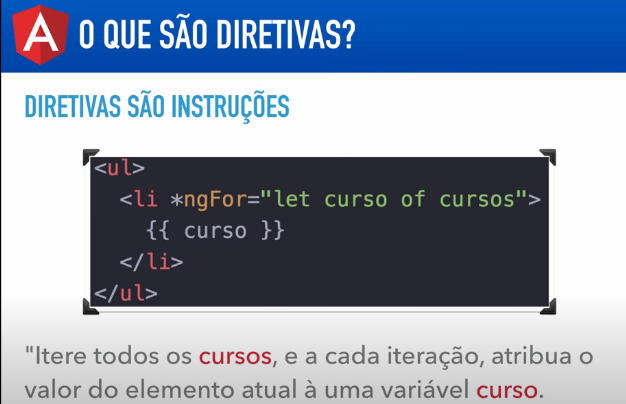 O QUE SÃO DIRETIVAS?
DIRETIVAS SÃO INSTRUÇÕES
<ul>
<li *ngFor="let curso of cursos">
{{ curso }}
</li>
</ul>
"Itere todos os cursos, e a cada iteração, atribua o
valor do elemento atual à uma variável curso.